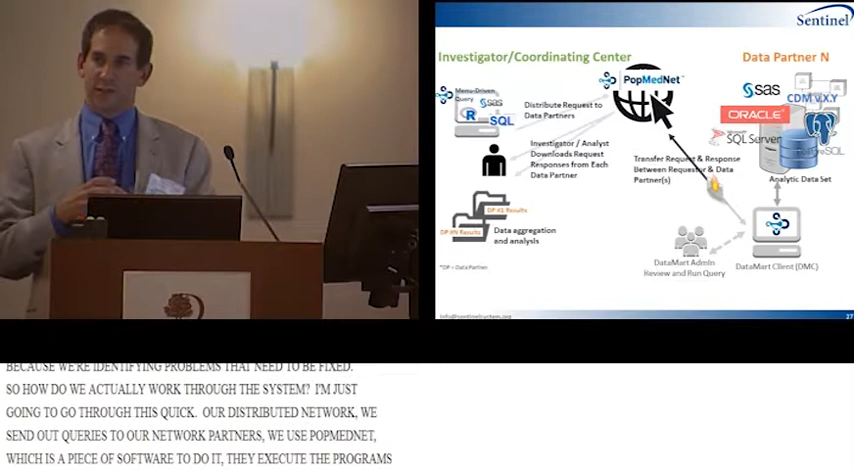 Sentinel
Investigator/Coordinating Center
Data Partner N
PopMedNet
Menu-Driven
Query
sas
R
SQL
Distribute Request to
Data Partners
Investigator / Analyst
Downloads Request
Responses from Each
Data Partner
DP #1 Results
DP #N Results
Data aggregation
and analysis
*DP = Data Partner
Transfer Request & Response
Between Requestor & Data
Partner(s)
sas
CDM v.X.Y
ORACLE
SQL Server
PostgreSQL
Analytic Data Set
DataMart Admin
Review and Run Query
DataMart Client (DMC)
info@sentinelsystem.org
27
BECAUSE WE'RE IDENTIFYING PROBLEMS THAT NEED TO BE FIXED.
SO HOW DO WE ACTUALLY WORK THROUGH THE SYSTEM? I'M JUST
GOING TO GO THROUGH THIS QUICK. OUR DISTRIBUTED NETWORK, WE
SEND OUT QUERIES TO OUR NETWORK PARTNERS, WE USE POPMEDNET,
WHICH IS A PIECE OF SOFTWARE TO DO IT, THEY EXECUTE THE PROGRAMS